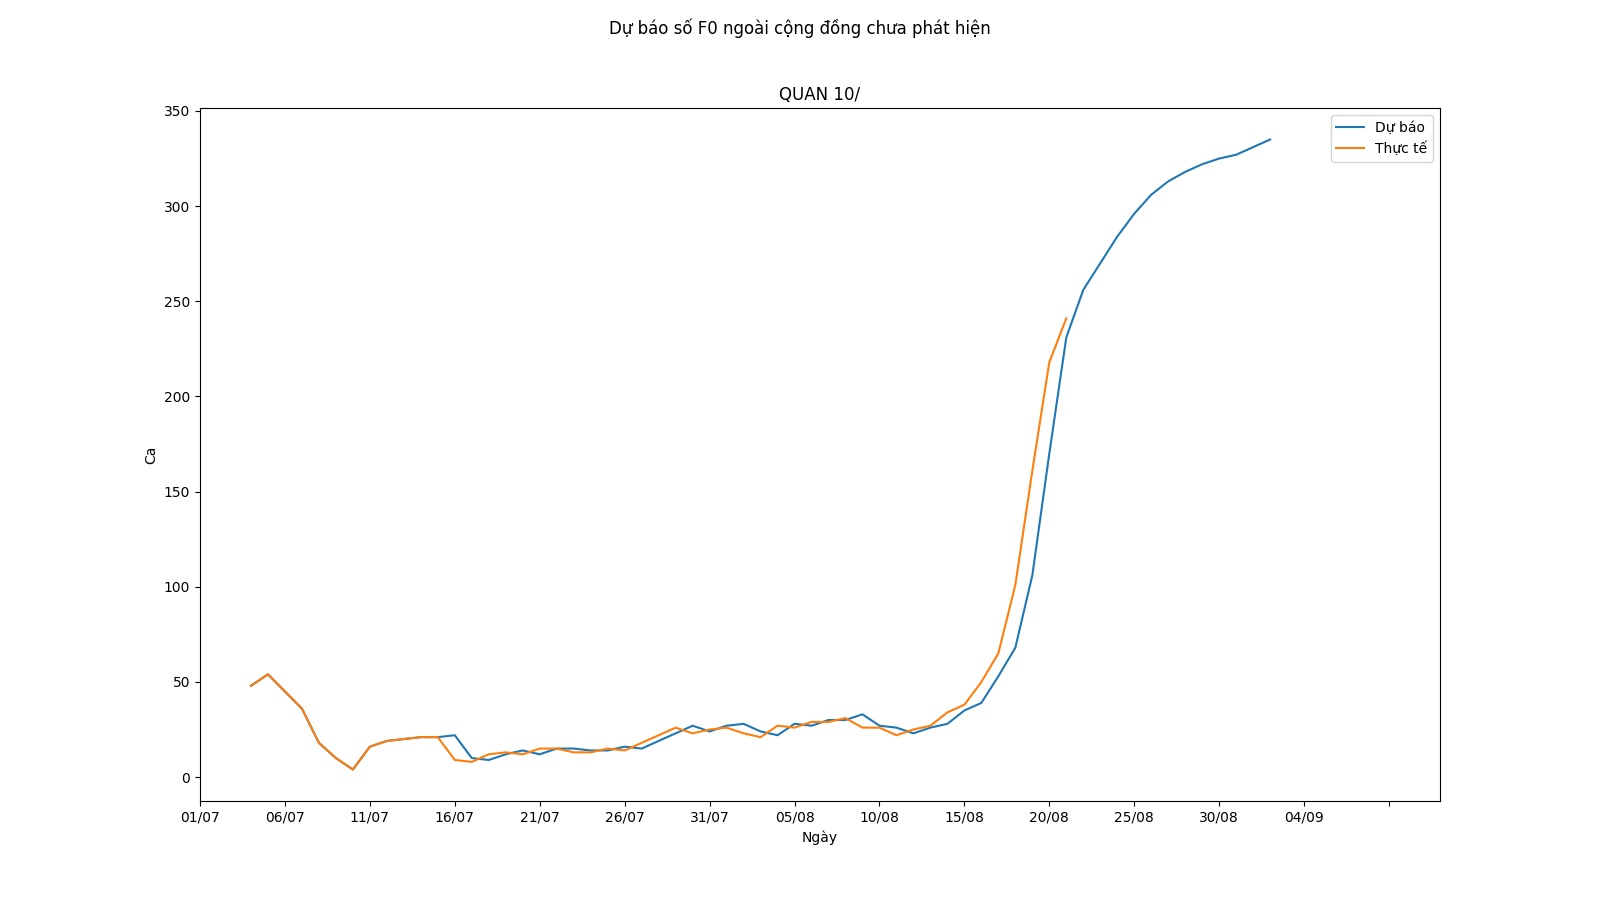 Dự báo số F0 ngoài cộng đồng chưa phát hiện
QUAN 10/
350
300
250
200
150
100
50
0
Ca
Dự báo
Thực tế
01/07 06/07 11/07 16/07 21/07 26/07 31/07 05/08 10/08 15/08 20/08 25/08 30/08 04/09
Ngày